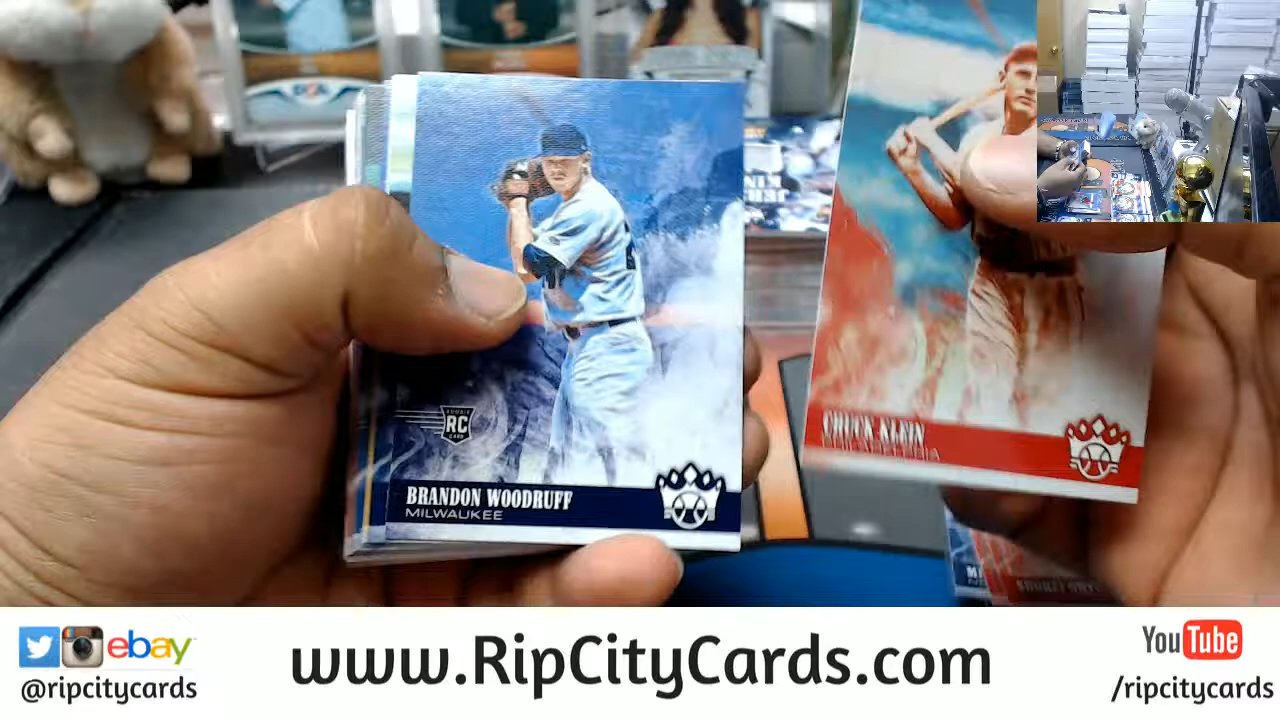 ROOKIE
RC
CARD
BRANDON WOODRUFF
MILWAUKEE
CHUCK KLEIN
ebay
@ripcitycards
www.RipCityCards.com
YouTube
/ripcitycards